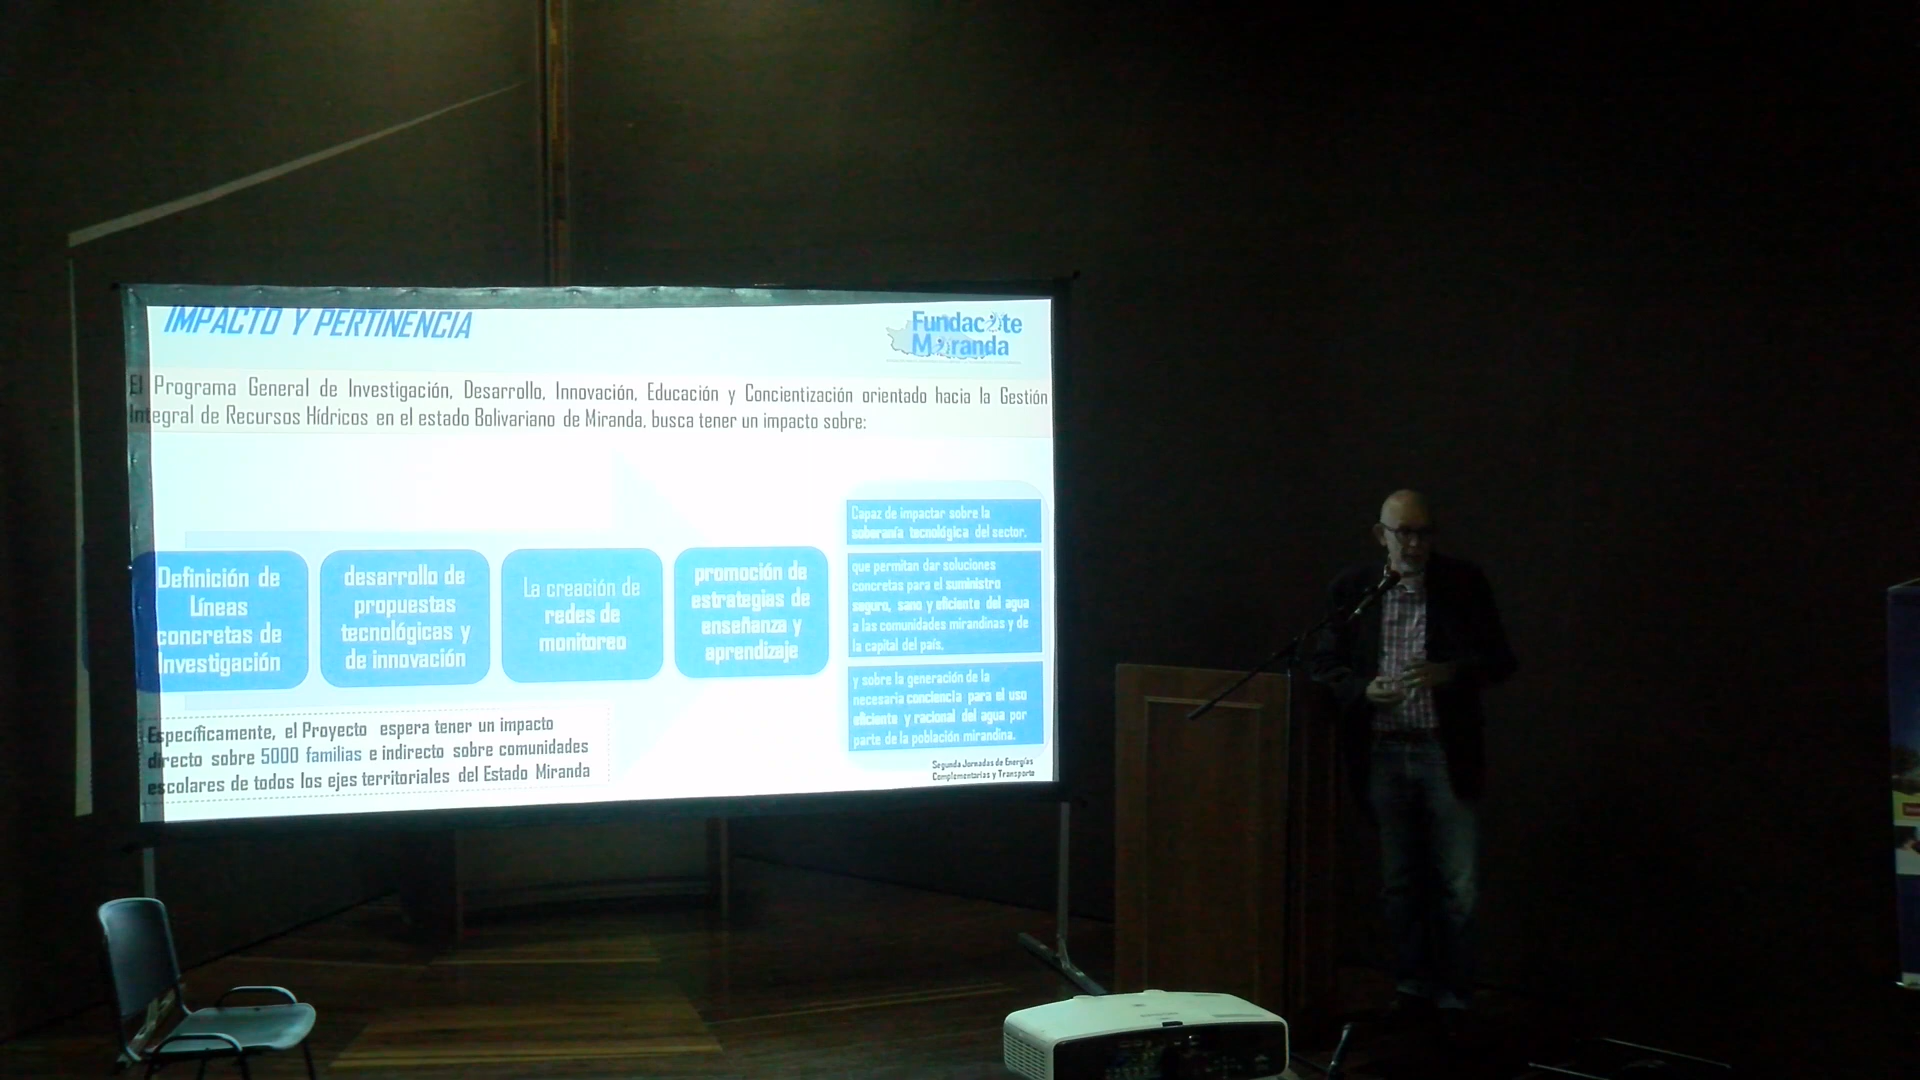 IMPACTO Y PERTINENCIA
Fundacite
Miranda
El Programa General de Investigación, Desarrollo, Innovación, Educación y Concientización orientado hacia la Gestión
Integral de Recursos Hídricos en el estado Bolivariano de Miranda, busca tener un impacto sobre:
Definición de
Líneas
concretas de
Investigación
desarrollo de
propuestas
tecnológicas y
de innovación
La creación de
redes de
monitoreo
promoción de
estrategias de
enseñanza y
aprendizaje
Capaz de impactar sobre la
soberanía tecnológica del sector,
que permitan dar soluciones
concretas para el suministro
seguro, sano y eficiente del agua
a las comunidades mirandinas y de
la capital del país,
y sobre la generación de la
necesaria conciencia para el uso
eficiente y racional del agua por
parte de la población mirandina.
Específicamente, el Proyecto espera tener un impacto
directo sobre 5000 familias e indirecto sobre comunidades
escolares de todos los ejes territoriales del Estado Miranda
Segunda Jornadas de Energías
Complementarias y Transporte